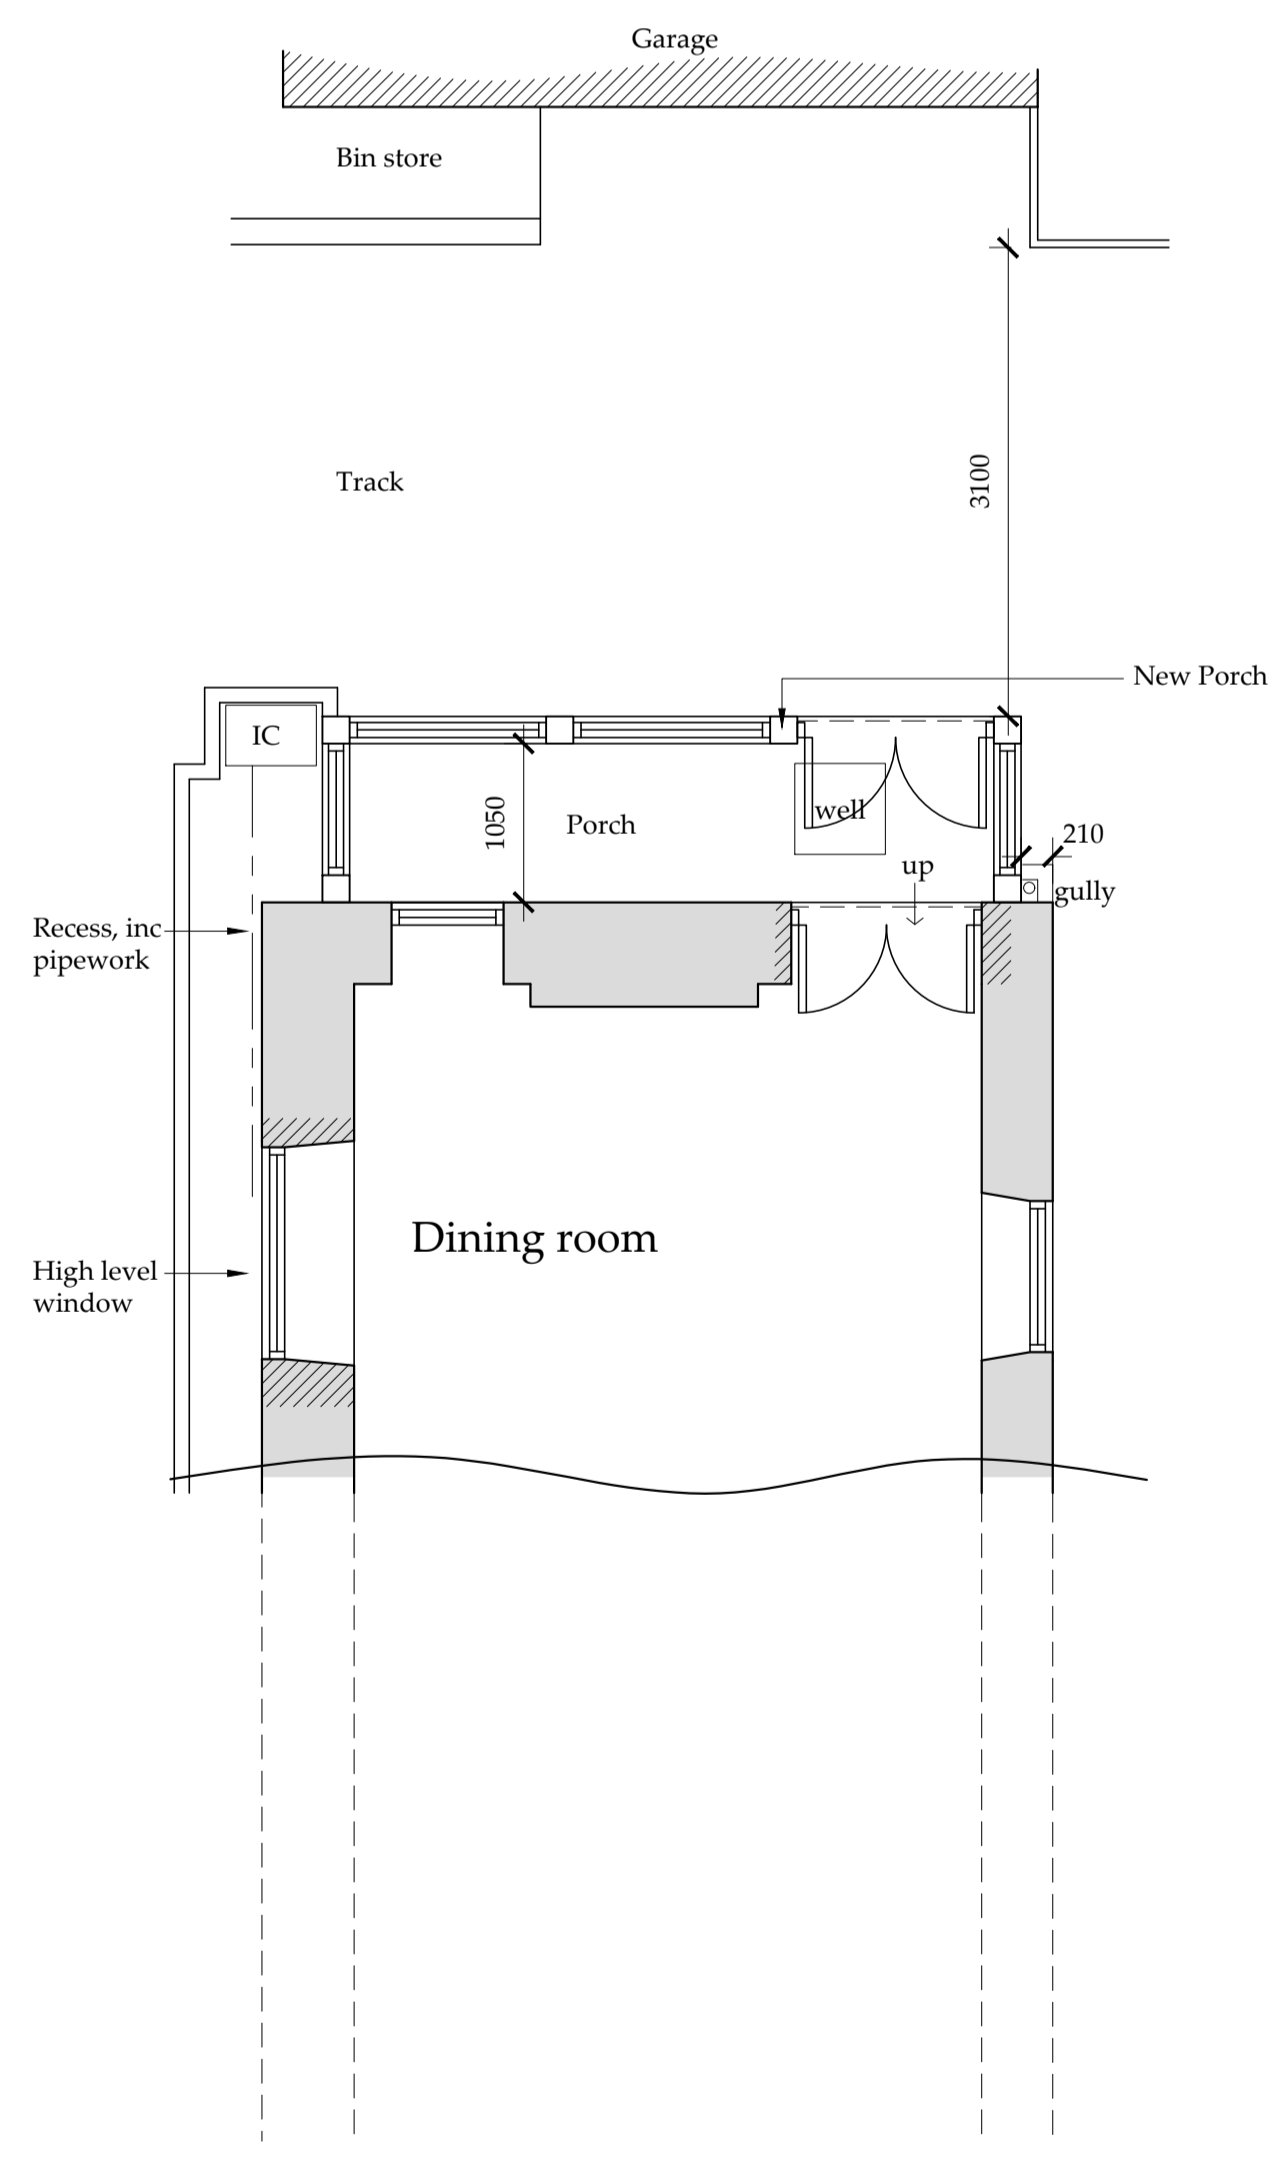 Garage
Bin store
Track
3100
New Porch
IC
1050
Porch
well
up
210
gully
Recess, inc
pipework
Dining room
High level
window